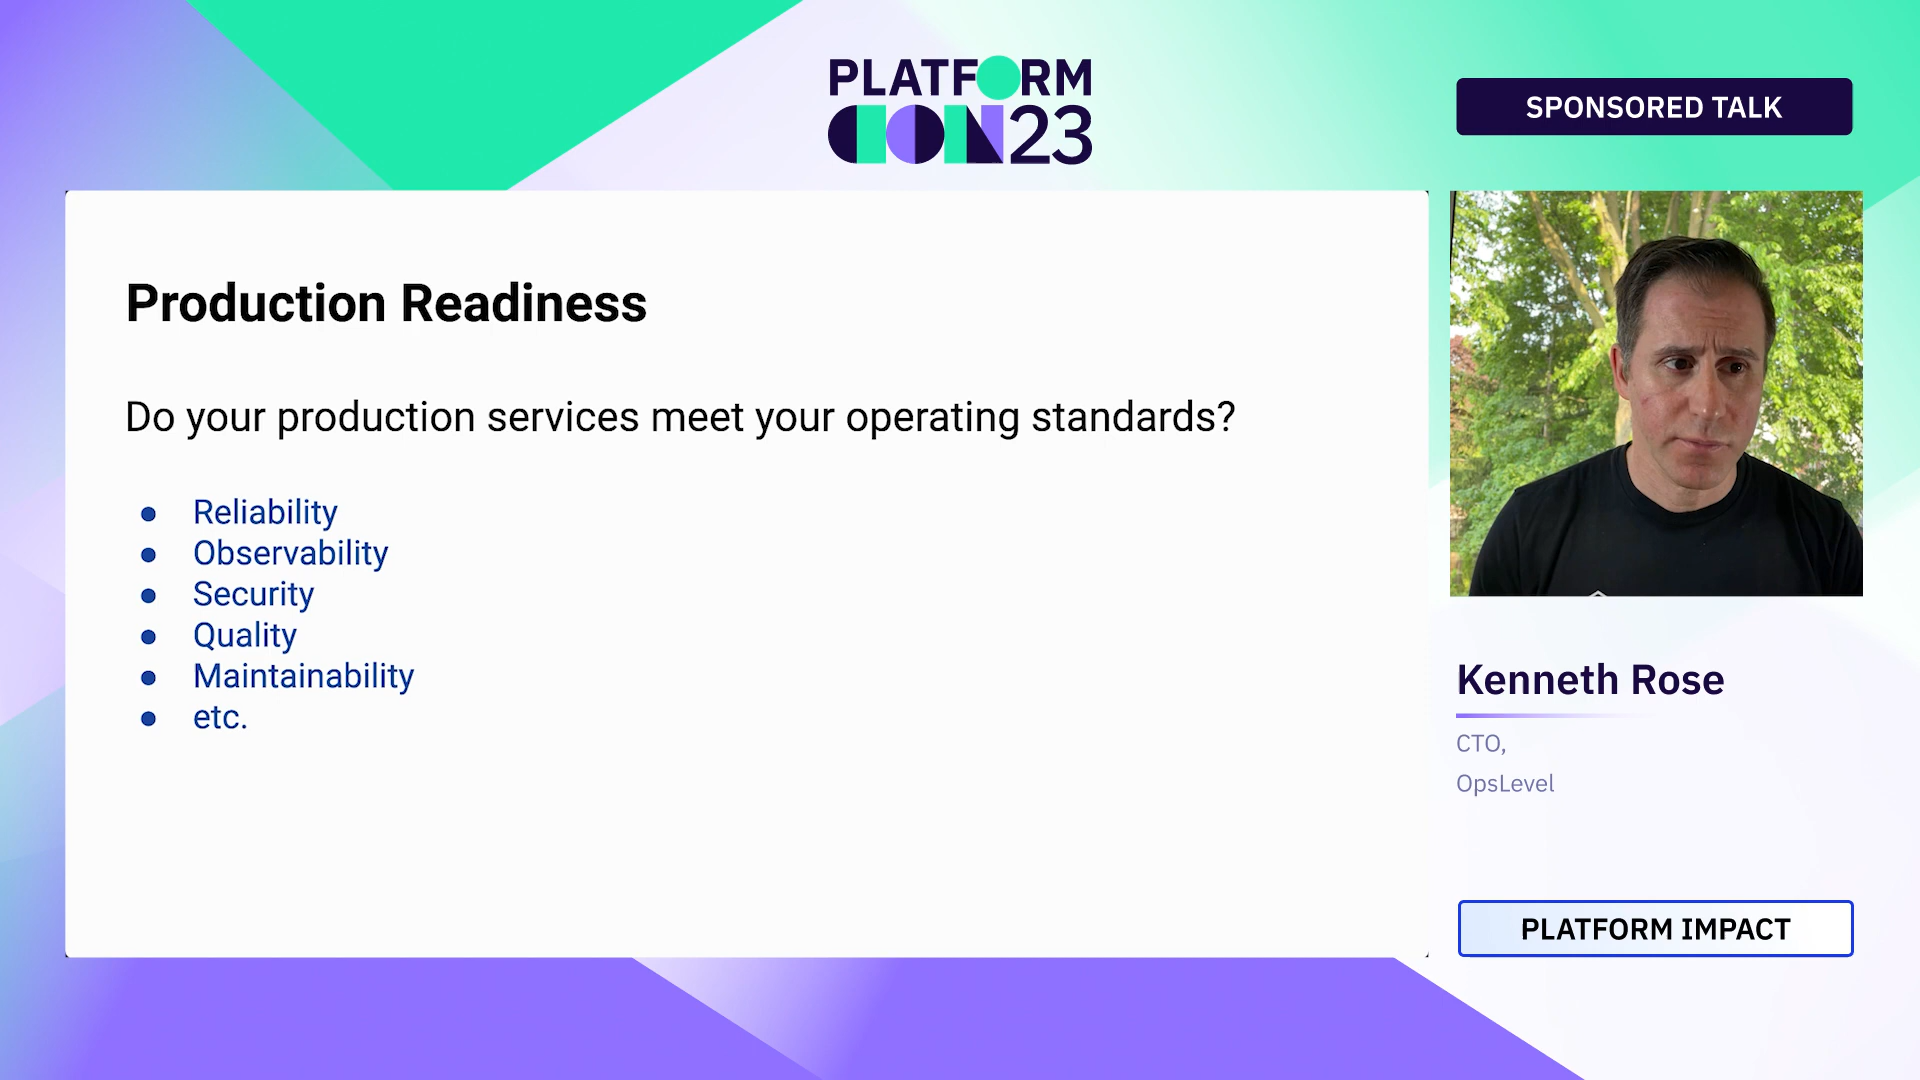 PLATFORM
CON23
SPONSORED TALK
Production Readiness
Do your production services meet your operating standards?
● Reliability
● Observability
● Security
● Quality
● Maintainability
● etc.
Kenneth Rose
CTO,
OpsLevel
PLATFORM IMPACT